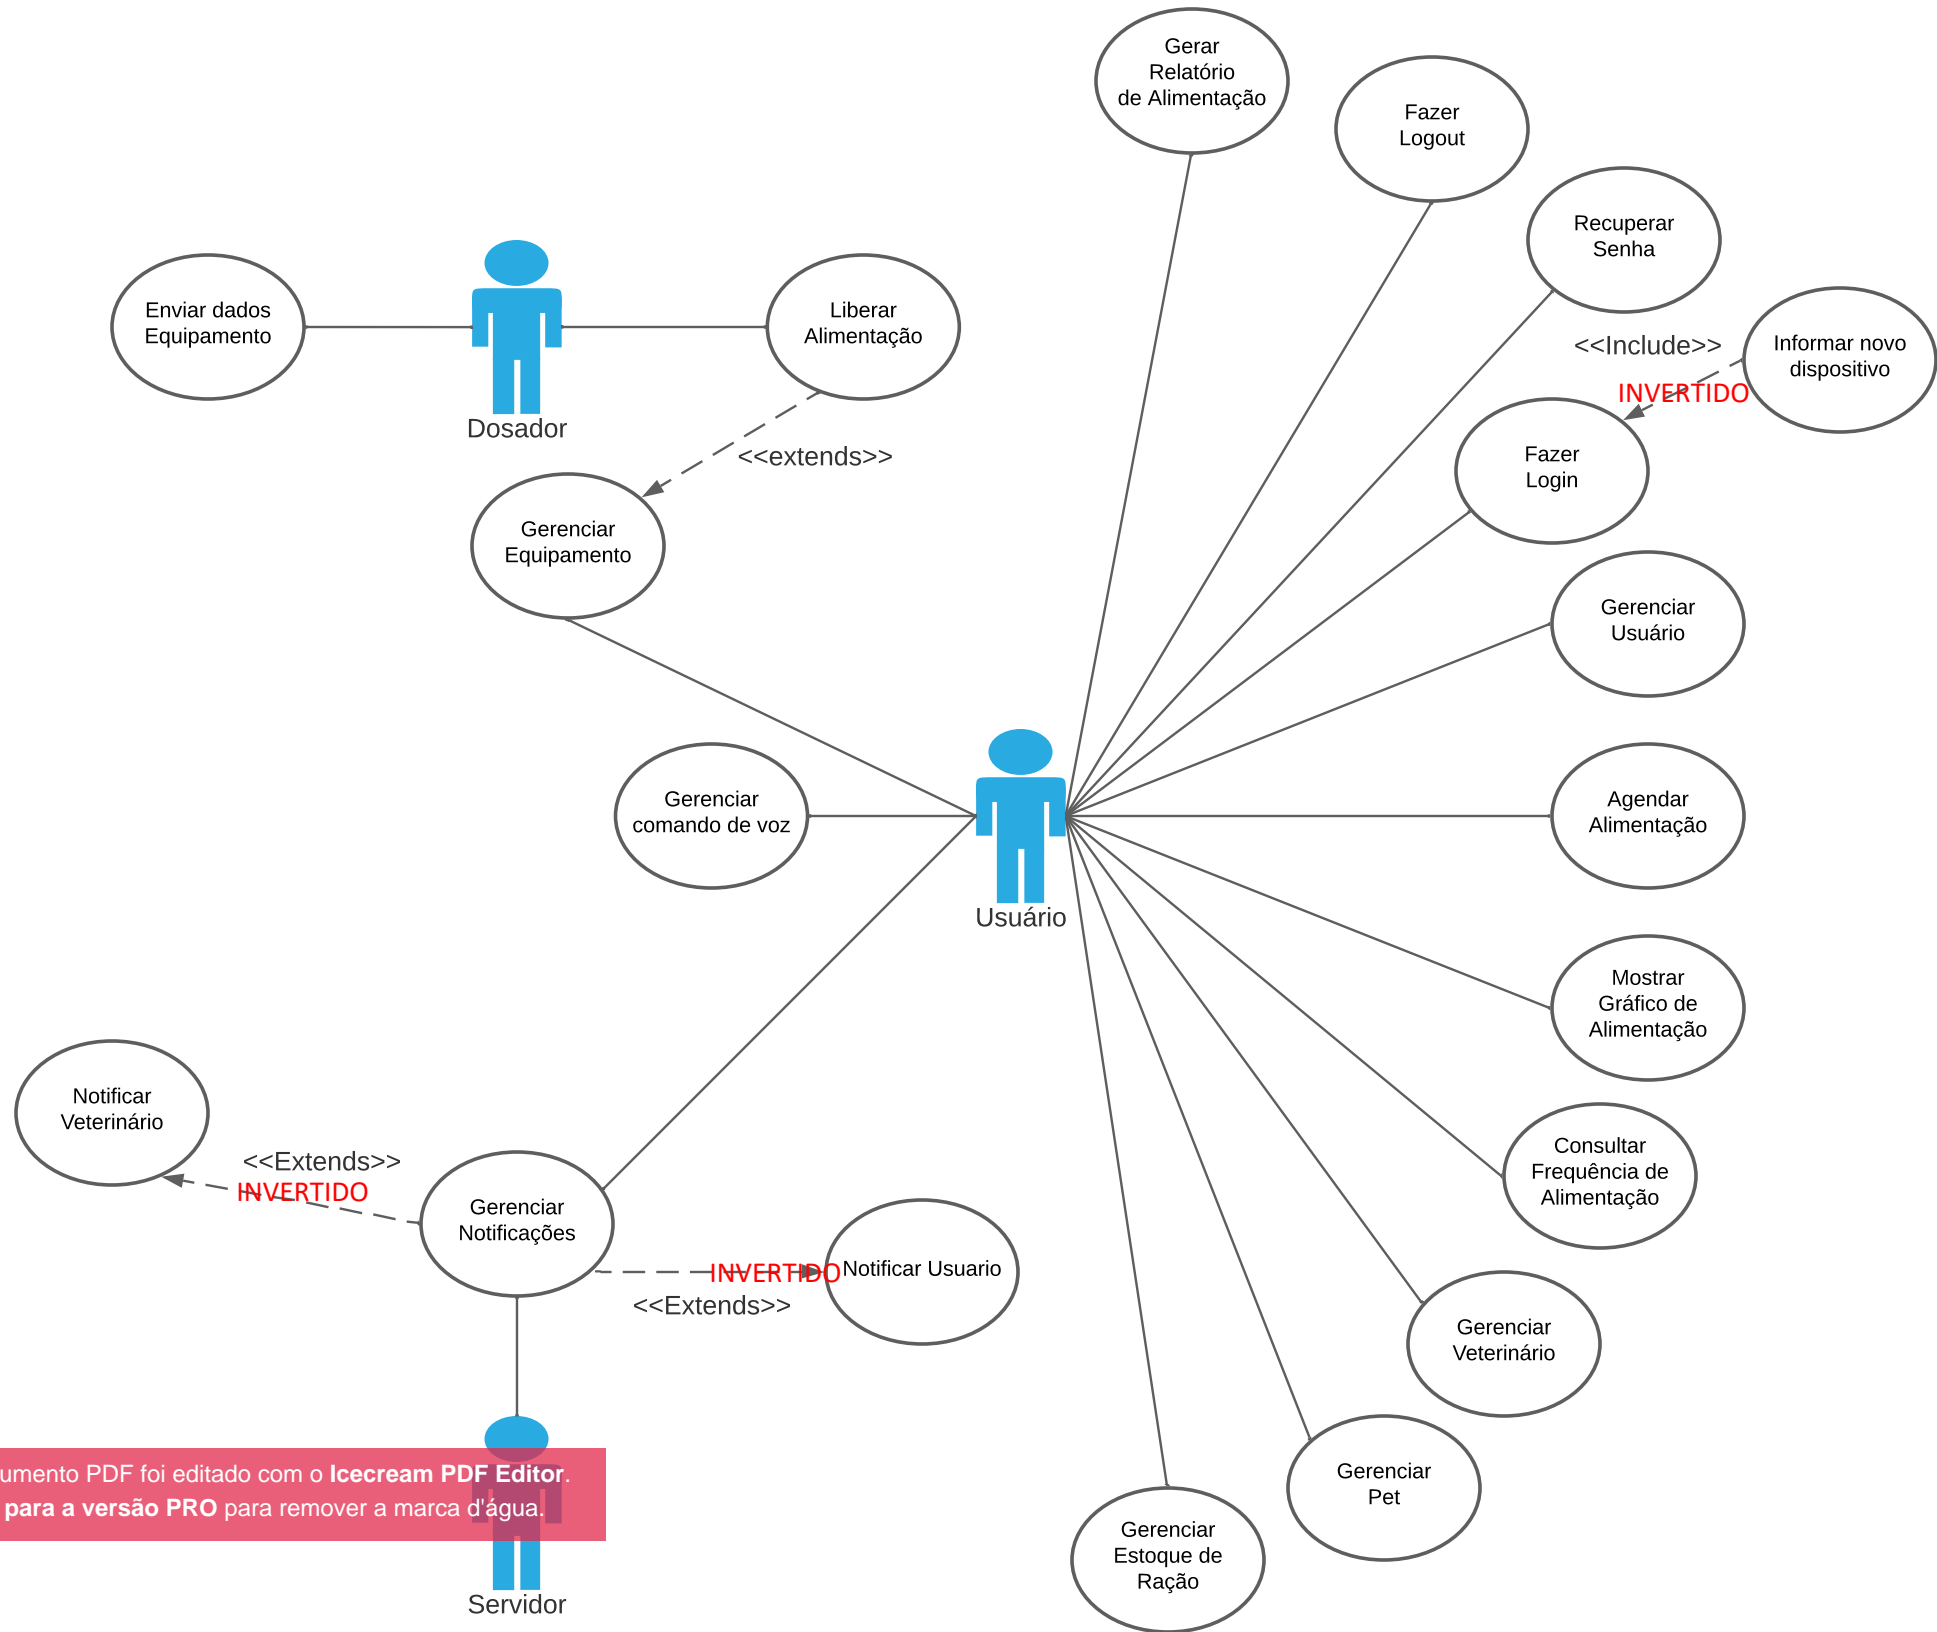 Gerar
Relatório
de Alimentação
Fazer
Logout
Recuperar
Senha
Enviar dados
Equipamento
Liberar
Alimentação
<<Include>>
Informar novo
dispositivo
INVERTIDO
Dosador
<<extends>>
Fazer
Login
Gerenciar
Equipamento
Gerenciar
Usuário
Gerenciar
comando de voz
Agendar
Alimentação
Usuário
Mostrar
Gráfico de
Alimentação
Notificar
Veterinário
<<Extends>>
INVERTIDO
Consultar
Frequência de
Alimentação
Gerenciar
Notificações
INVERTIDO
Notificar Usuario
<<Extends>>
Gerenciar
Veterinário
Gerenciar
Pet
umento PDF foi editado com o Icecream PDF Editor.
para a versão PRO para remover a marca d'água.
Gerenciar
Estoque de
Ração
Servidor